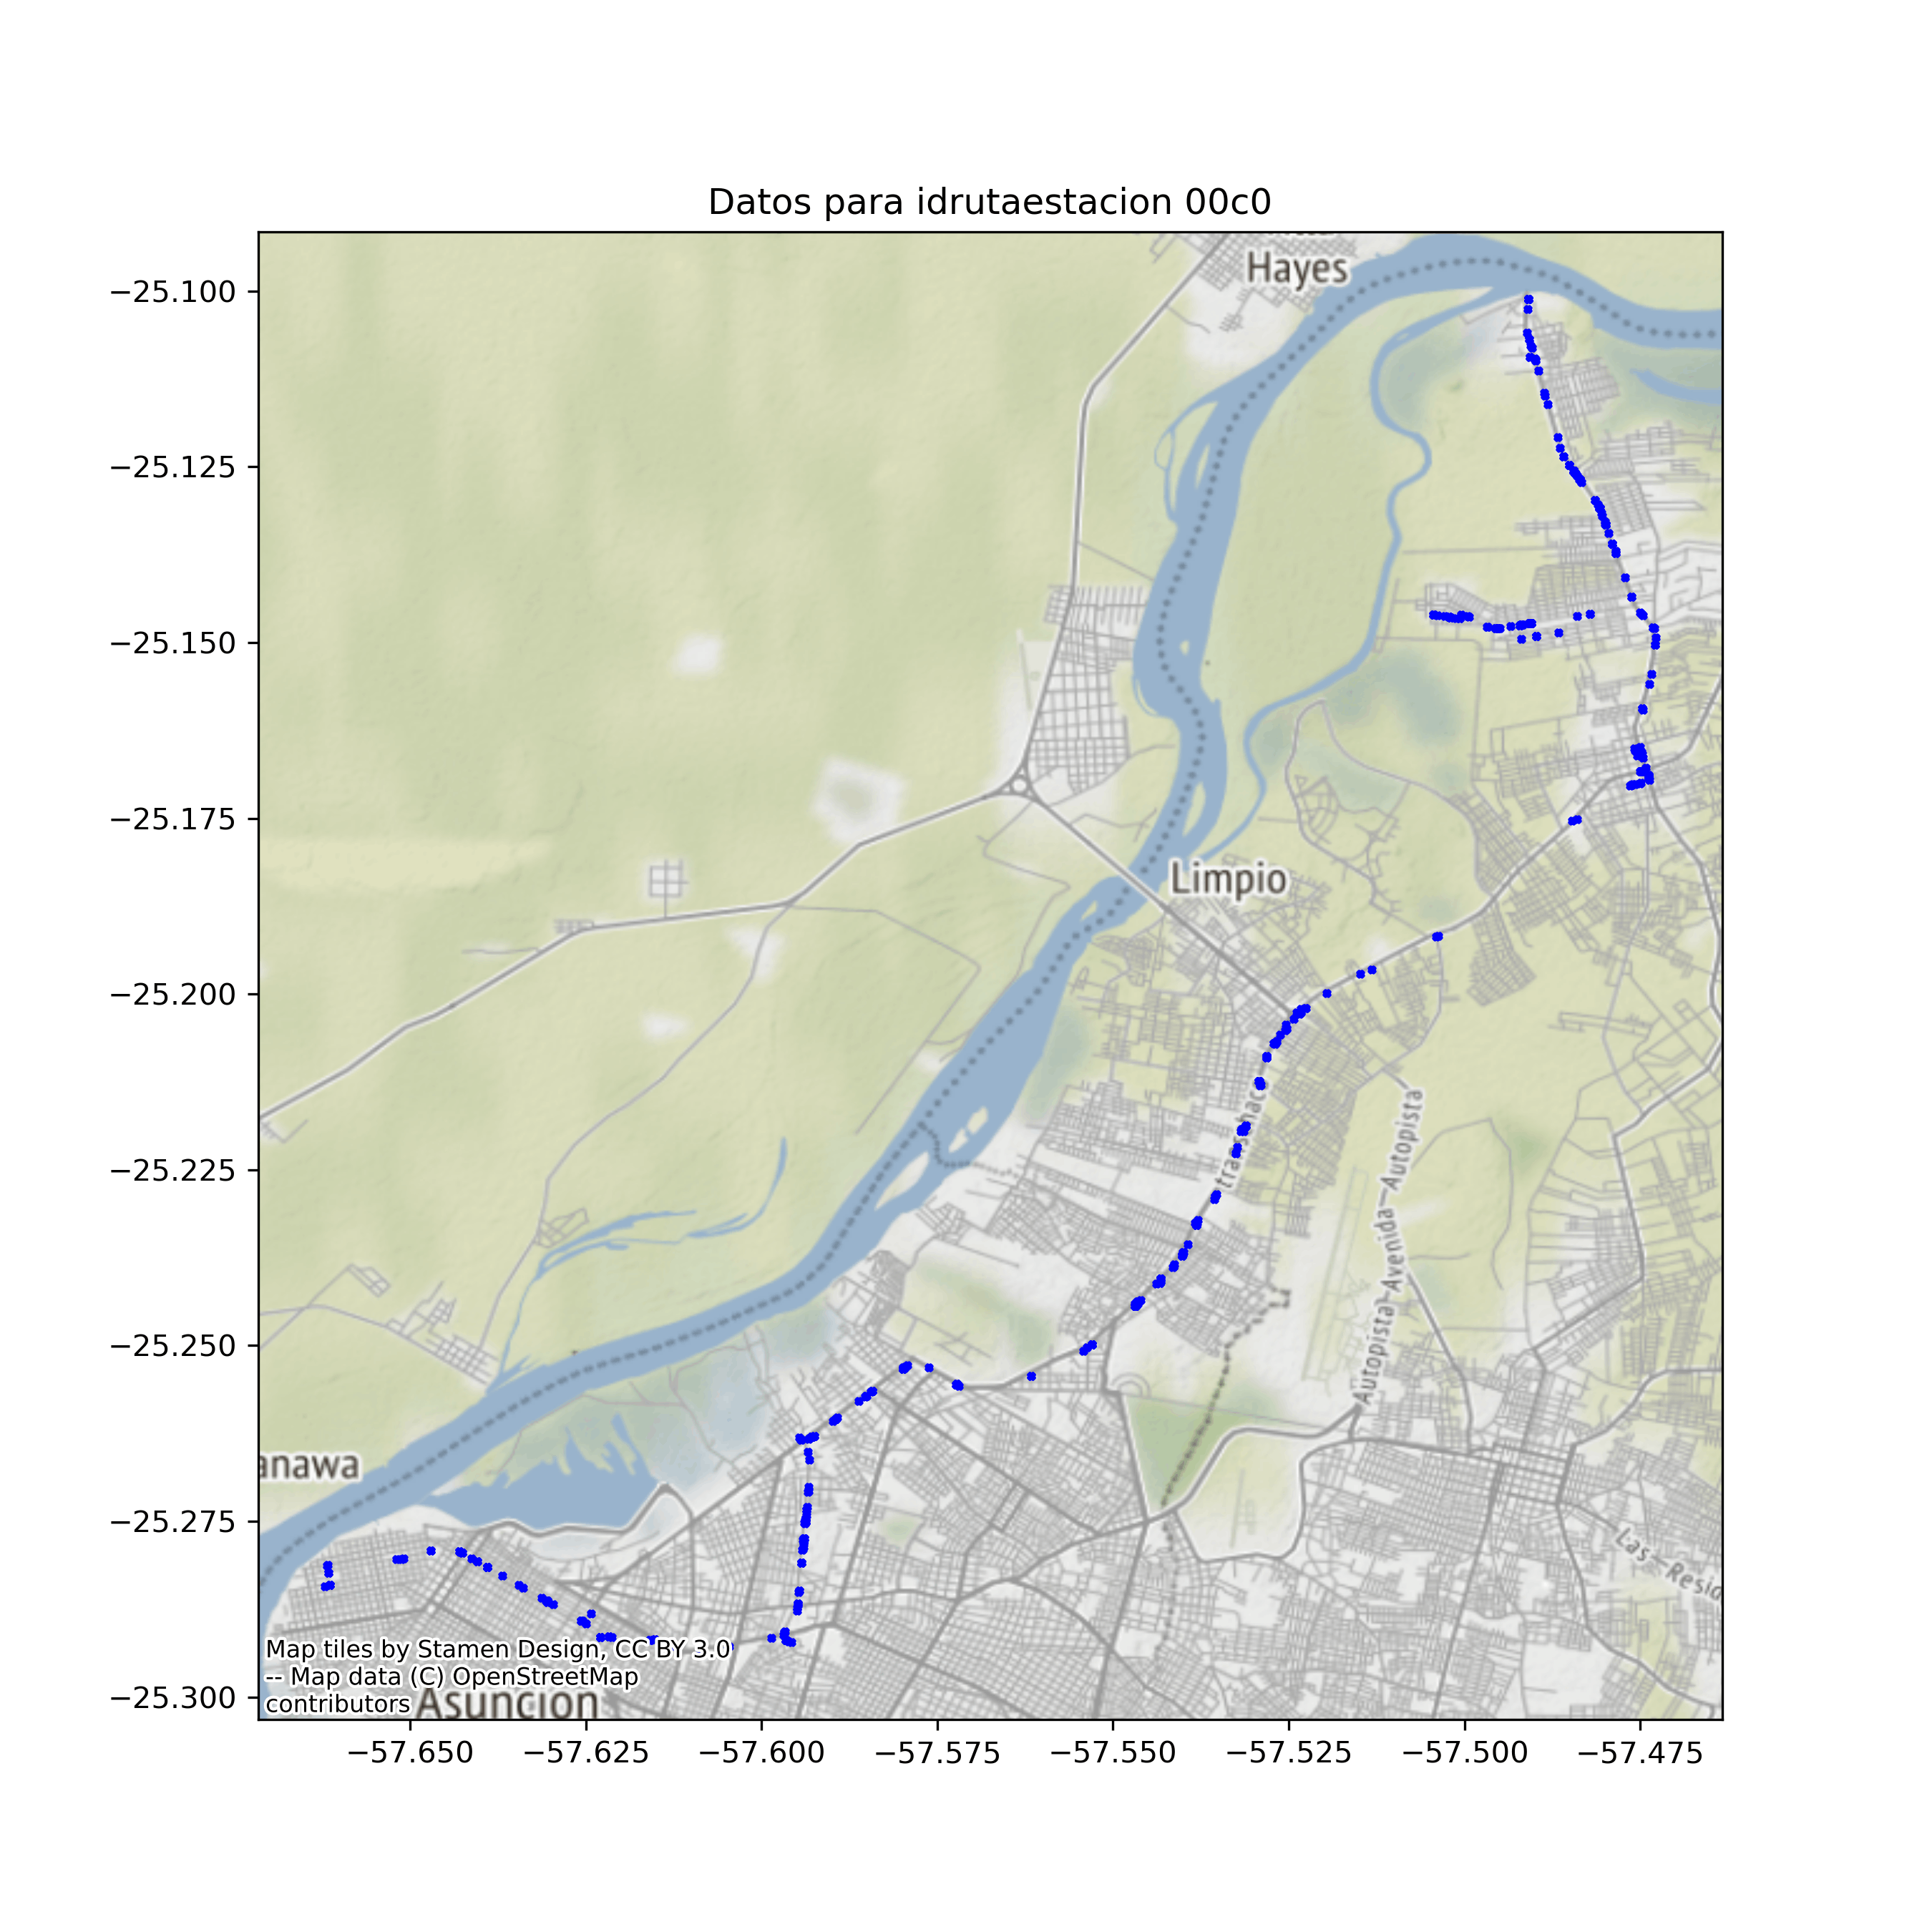 Datos para idrutaestacion 00c0
Hayes
−25.100
−25.125
−25.150
−25.175
Limpio
−25.200
transchaco
Autopista Avenida Autopista
−25.225
−25.250
Autopista
anawa
−25.275
Las Resid
Map tiles by Stamen Design, CC BY 3.0
-- Map data (C) OpenStreetMap
contributors
Asuncion
−25.300
−57.650 −57.625 −57.600 −57.575 −57.550 −57.525 −57.500 −57.475